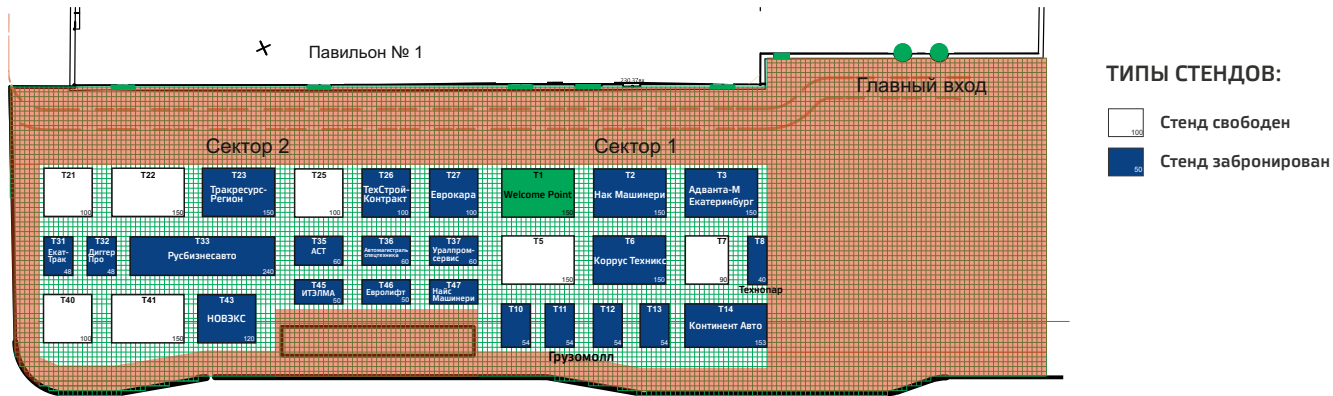 Павильон № 1
230.37кв
Главный вход
ТИПЫ СТЕНДОВ:
100
Стенд свободен
50
Стенд забронирован
Сектор 2
Сектор 1
T21
100
T22
150
T23
Тракресурс-
Регион
150
T25
100
T26
ТехСтрой-
Контракт
100
T27
Еврокара
100
T1
Welcome Point
150
T2
Нак Машинери
150
T3
Адванта-М
Екатеринбург
150
T31
Екат-
Трак
48
T32
Диггер
Про
48
T33
Русбизнесавто
240
T35
АСТ
60
T36
Автомагистраль
спецтехника
60
T37
Уралпром-
сервис
60
T5
150
T6
Коррус Техникс
150
T7
90
T8
40
Технопар
T45
ИТЭЛМА
50
T46
Евролифт
50
T47
Найс
Машинери
50
T40
100
T41
150
T43
НОВЭКС
120
T10
54
T11
54
T12
54
T13
54
Грузомолл
T14
Континент Авто
153